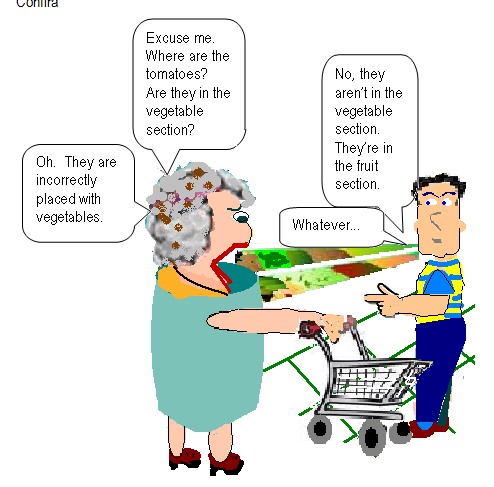 Confira
Excuse me.
Where are the
tomatoes?
Are they in the
vegetable
section?
No, they
aren't in the
vegetable
section.
They're in
the fruit
section.
Oh. They are
incorrectly
placed with
vegetables.
Whatever...